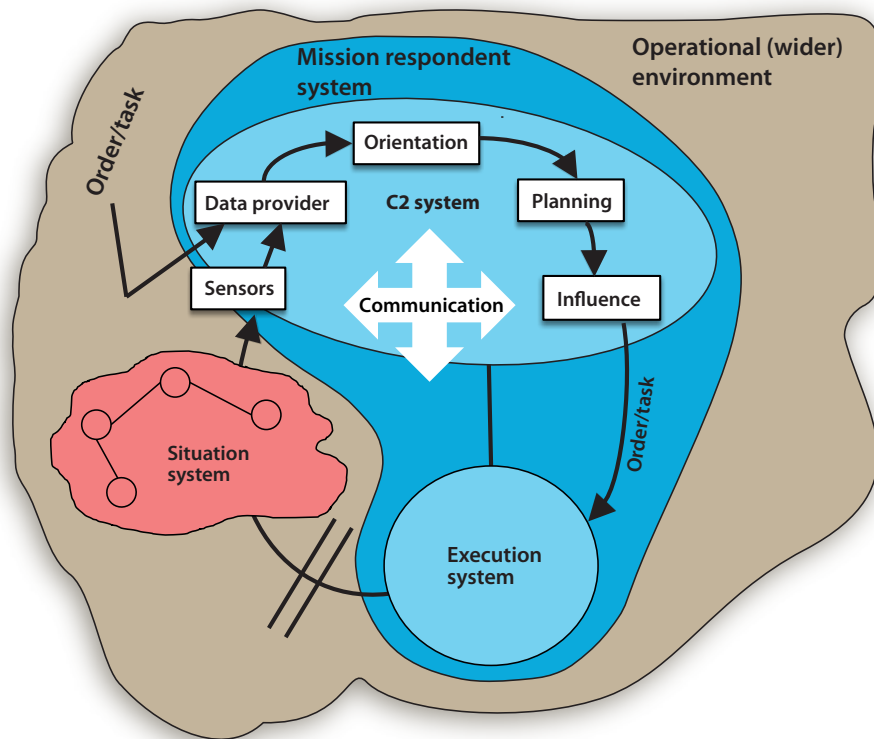 Mission respondent
system
Operational (wider)
environment
Order/task
Orientation
Data provider
C2 system
Planning
Sensors
Communication
Influence
Order/task
Situation
system
Execution
system